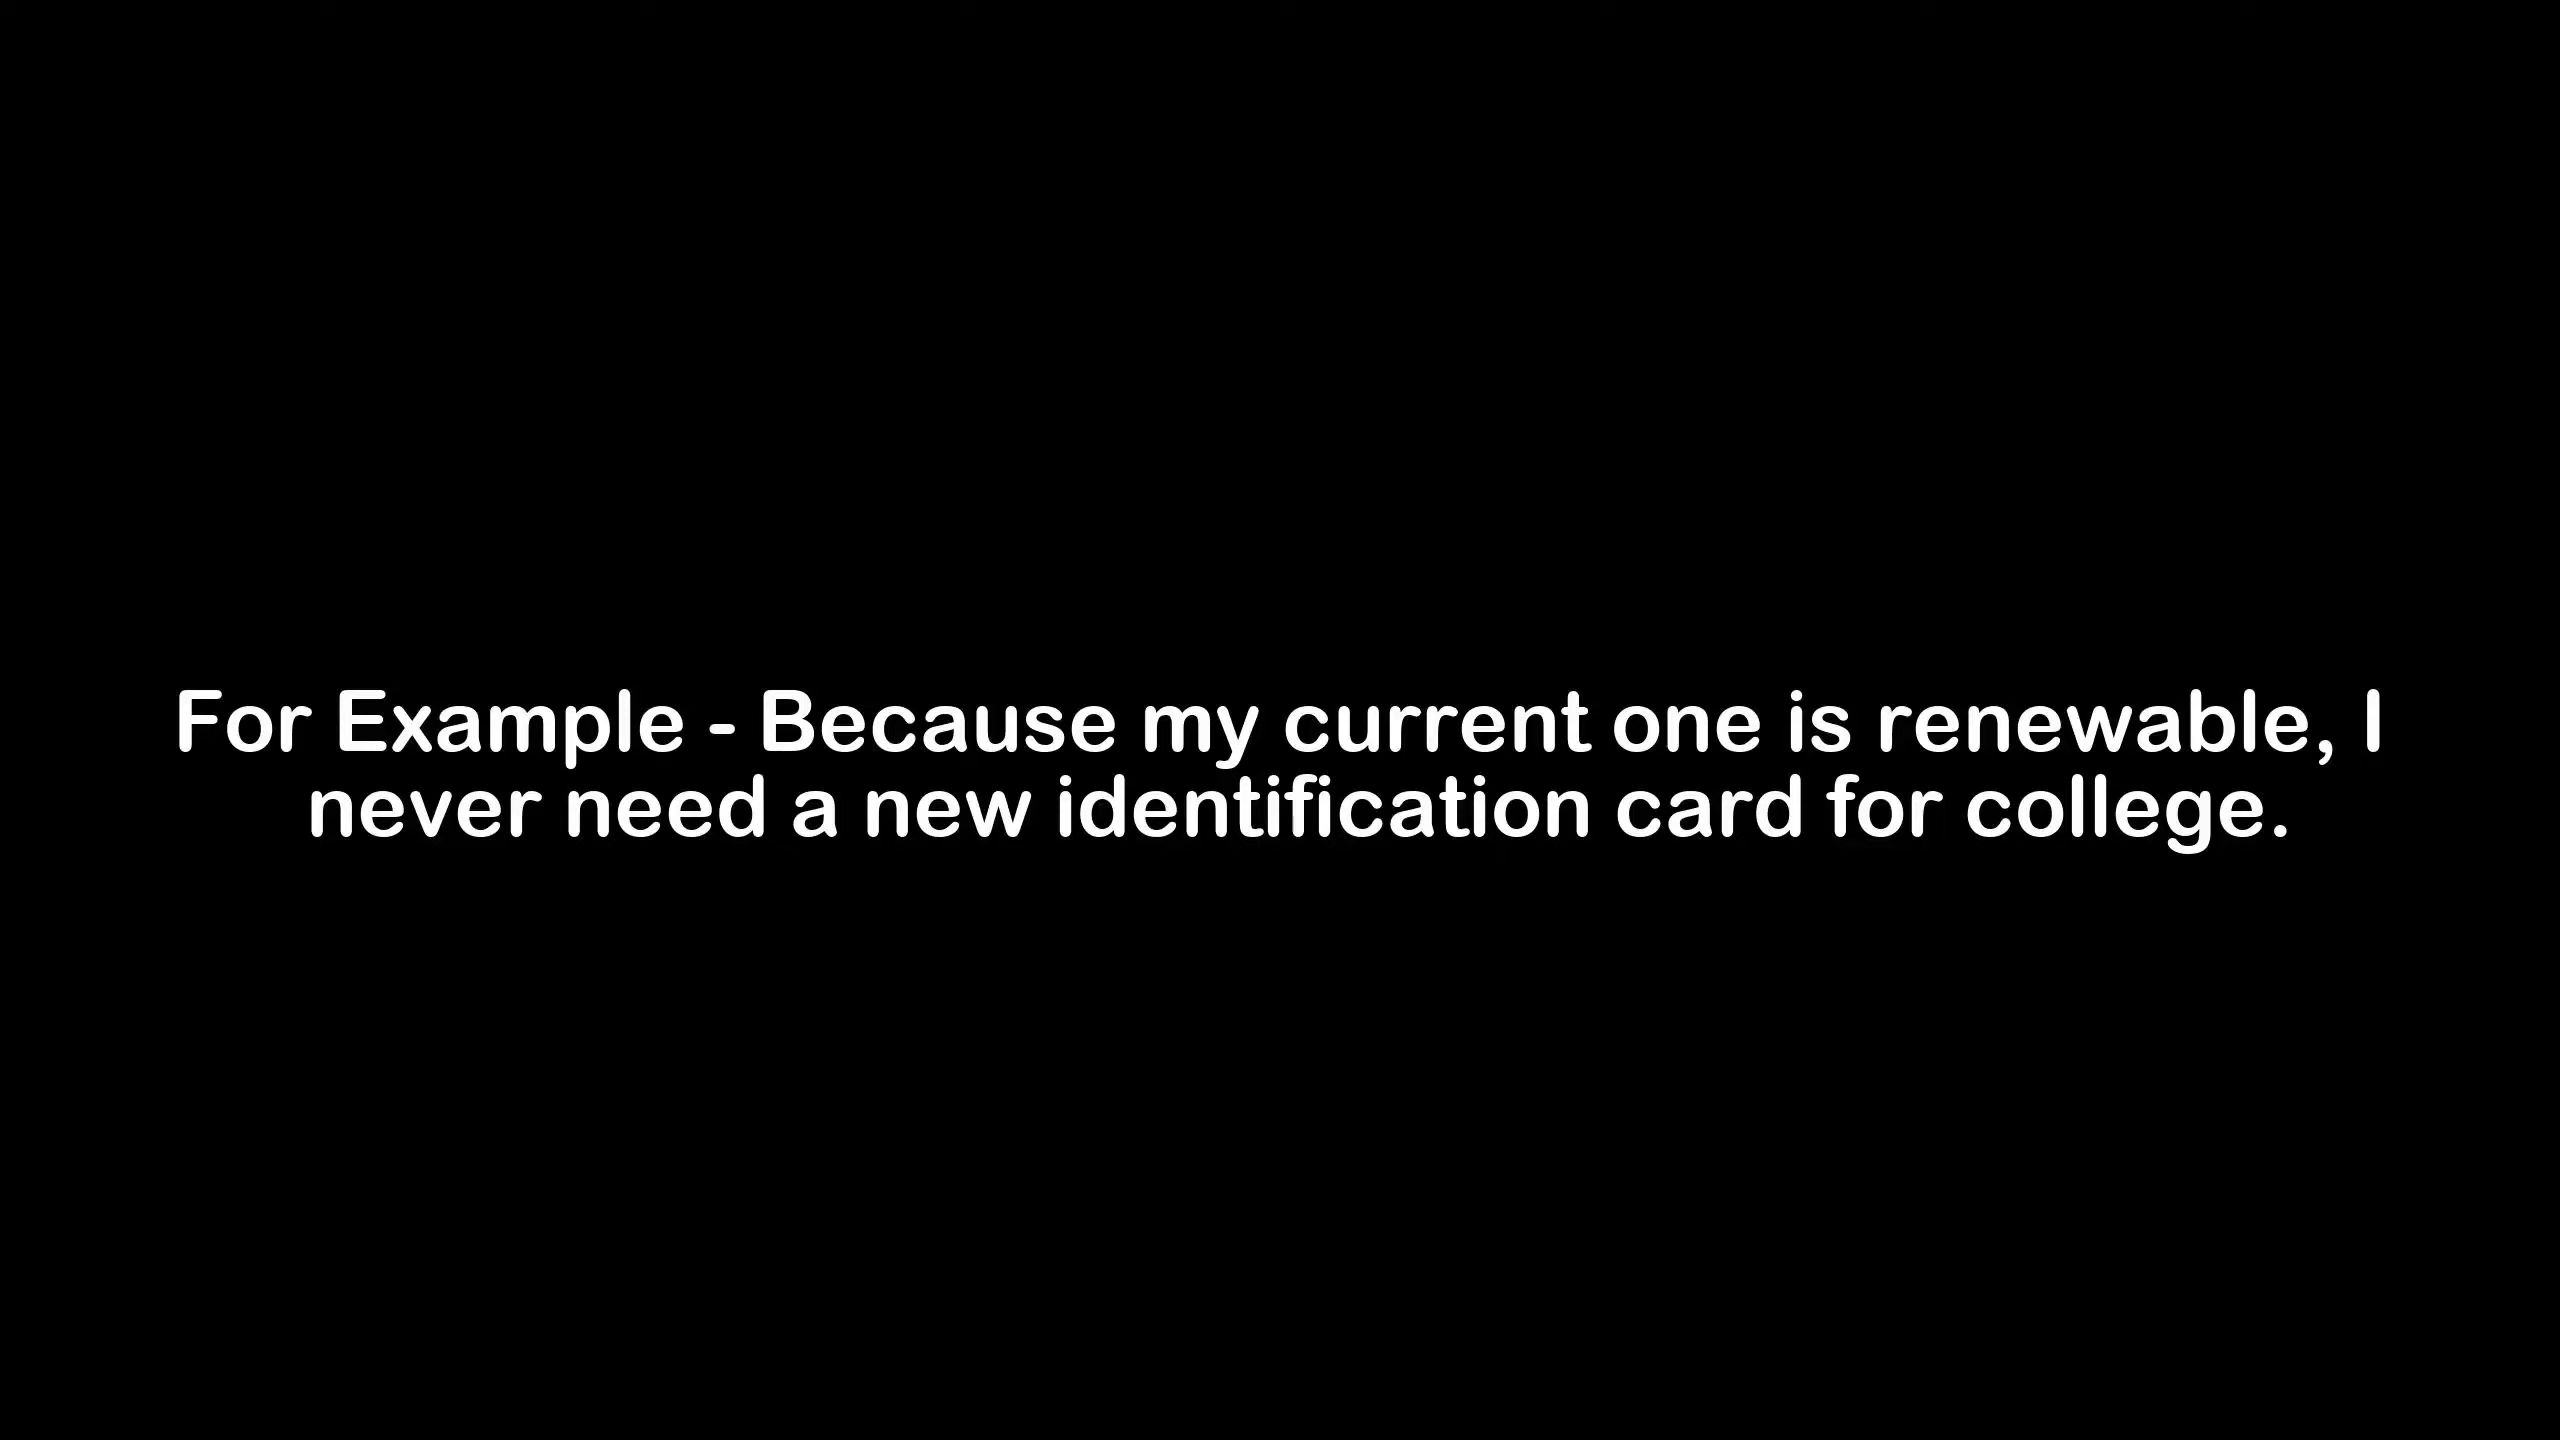 For Example - Because my current one is renewable, I
never need a new identification card for college.